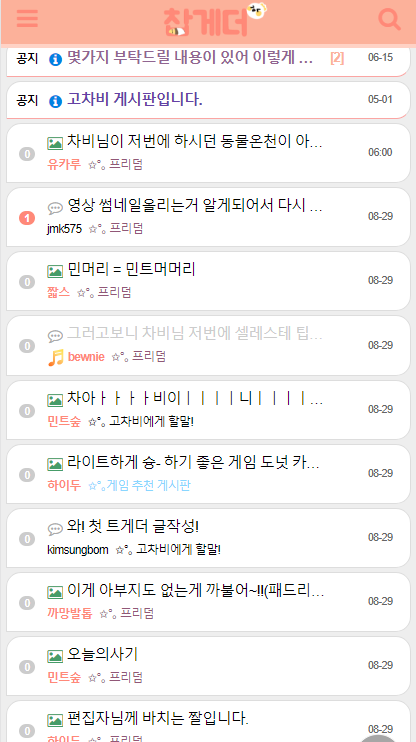 찬게더
공지 몇가지 부탁드릴 내용이 있어 이렇게 ... [2] 06-15
공지 고차비 게시판입니다. 05-01
0 차비님이 저번에 하시던 동물온천이 아... 06:00
유카루 ☆°。프리덤
1 영상 썸네일올리는거 알게되어서 다시 ... 08-29
jmk575 ☆°。프리덤
0 민머리 = 민트머머리 08-29
짧스 ☆°。프리덤
0 그러고보니 차비님 저번에 셀레스테 팁... 08-29
bewnie ☆°。프리덤
0 차아ㅏㅏㅏㅏ비이ㅣㅣㅣㅣ니ㅣㅣㅣㅣ... 08-29
민트숲 ☆°。고차비에게 할말!
0 라이트하게 슝- 하기 좋은 게임 도넛 카... 08-29
하이두 ☆°。게임 추천 게시판
0 와! 첫 트게더 글작성! 08-29
kimsungbom ☆°。고차비에게 할말!
0 이게 아부지도 없는게 까불어~!!(패드리... 08-29
까망발톱 ☆°。프리덤
0 오늘의사기 08-29
민트숲 ☆°。프리덤
0 편집자님께 바치는 짤입니다. 08-29
하이두 ☆°。프리덤